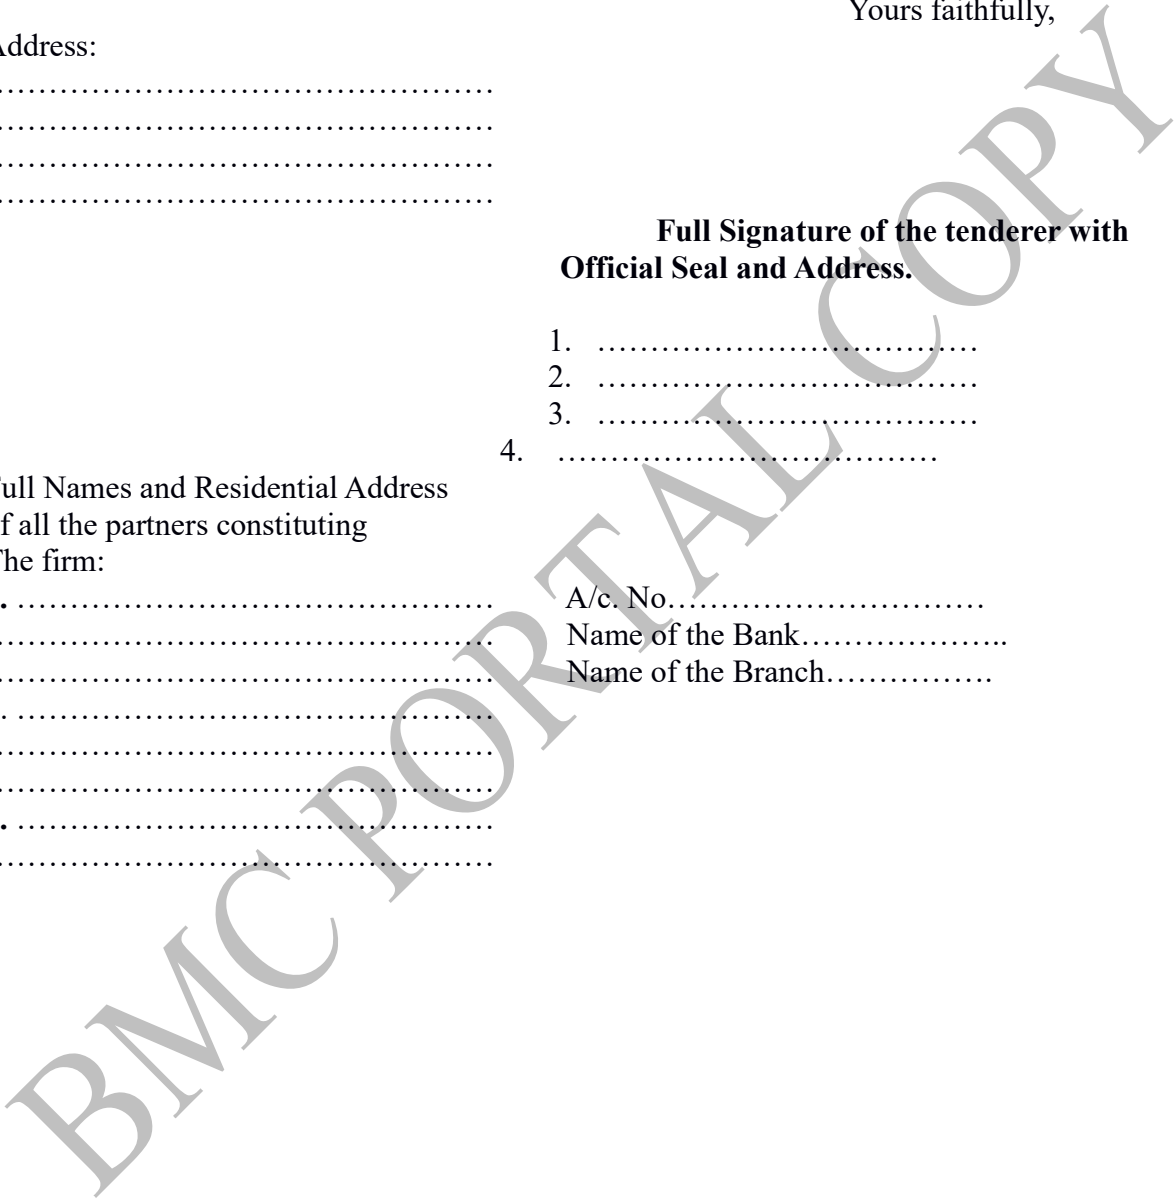 Yours faithfully,
Address:
…………………………………………
…………………………………………
…………………………………………
…………………………………………
Full Signature of the tenderer with
Official Seal and Address.
1. ………………………………
2. ………………………………
3. ………………………………
4. ………………………………
Full Names and Residential Address
of all the partners constituting
The firm:
. ………………………………………
…………………………………………
…………………………………………
. ………………………………………
…………………………………………
…………………………………………
. ………………………………………
…………………………………………
A/c. No…………………………
Name of the Bank………………..
Name of the Branch…………….
BMC PORTAL COPY